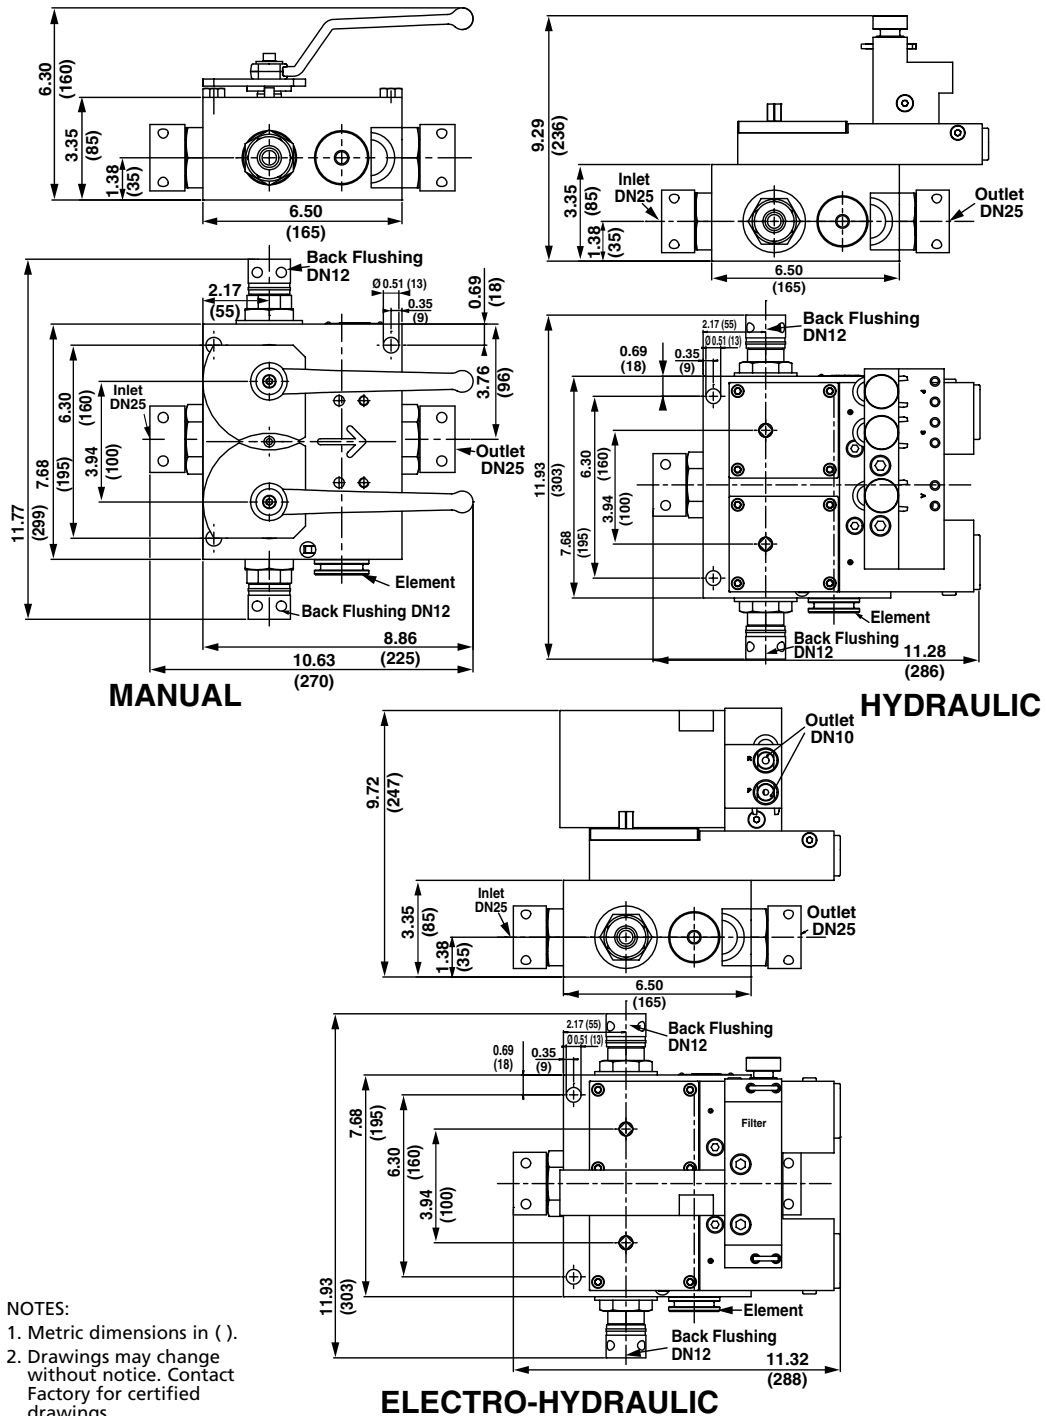 6.30
(160)
3.35
(85)
1.38
(35)
6.50
(165)
Back Flushing
DN12
2.17
(55)
Ø 0.51 (13)
0.35
(9)
0.69
(18)
3.76
(96)
Inlet
DN25
Outlet
DN25
11.77
(299)
7.68
(195)
6.30
(160)
3.94
(100)
Element
Back Flushing DN12
8.86
(225)
10.63
(270)
MANUAL
9.29
(236)
3.35
(85)
1.38
(35)
Inlet
DN25
Outlet
DN25
6.50
(165)
2.17 (55)
Ø 0.51 (13)
Back Flushing
DN12
0.69
(18)
0.35
(9)
11.93
(303)
7.68
(195)
6.30
(160)
3.94
(100)
Element
Back Flushing
DN12
11.28
(286)
HYDRAULIC
Outlet
DN10
R
P
9.72
(247)
3.35
(85)
1.38
(35)
Inlet
DN25
Outlet
DN25
6.50
(165)
2.17 (55)
Ø 0.51 (13)
Back Flushing
DN12
0.69
(18)
0.35
(9)
Filter
11.93
(303)
7.68
(195)
6.30
(160)
3.94
(100)
Element
Back Flushing
DN12
11.32
(288)
ELECTRO-HYDRAULIC
NOTES:
1. Metric dimensions in ( ).
2. Drawings may change
without notice. Contact
Factory for certified
drawings